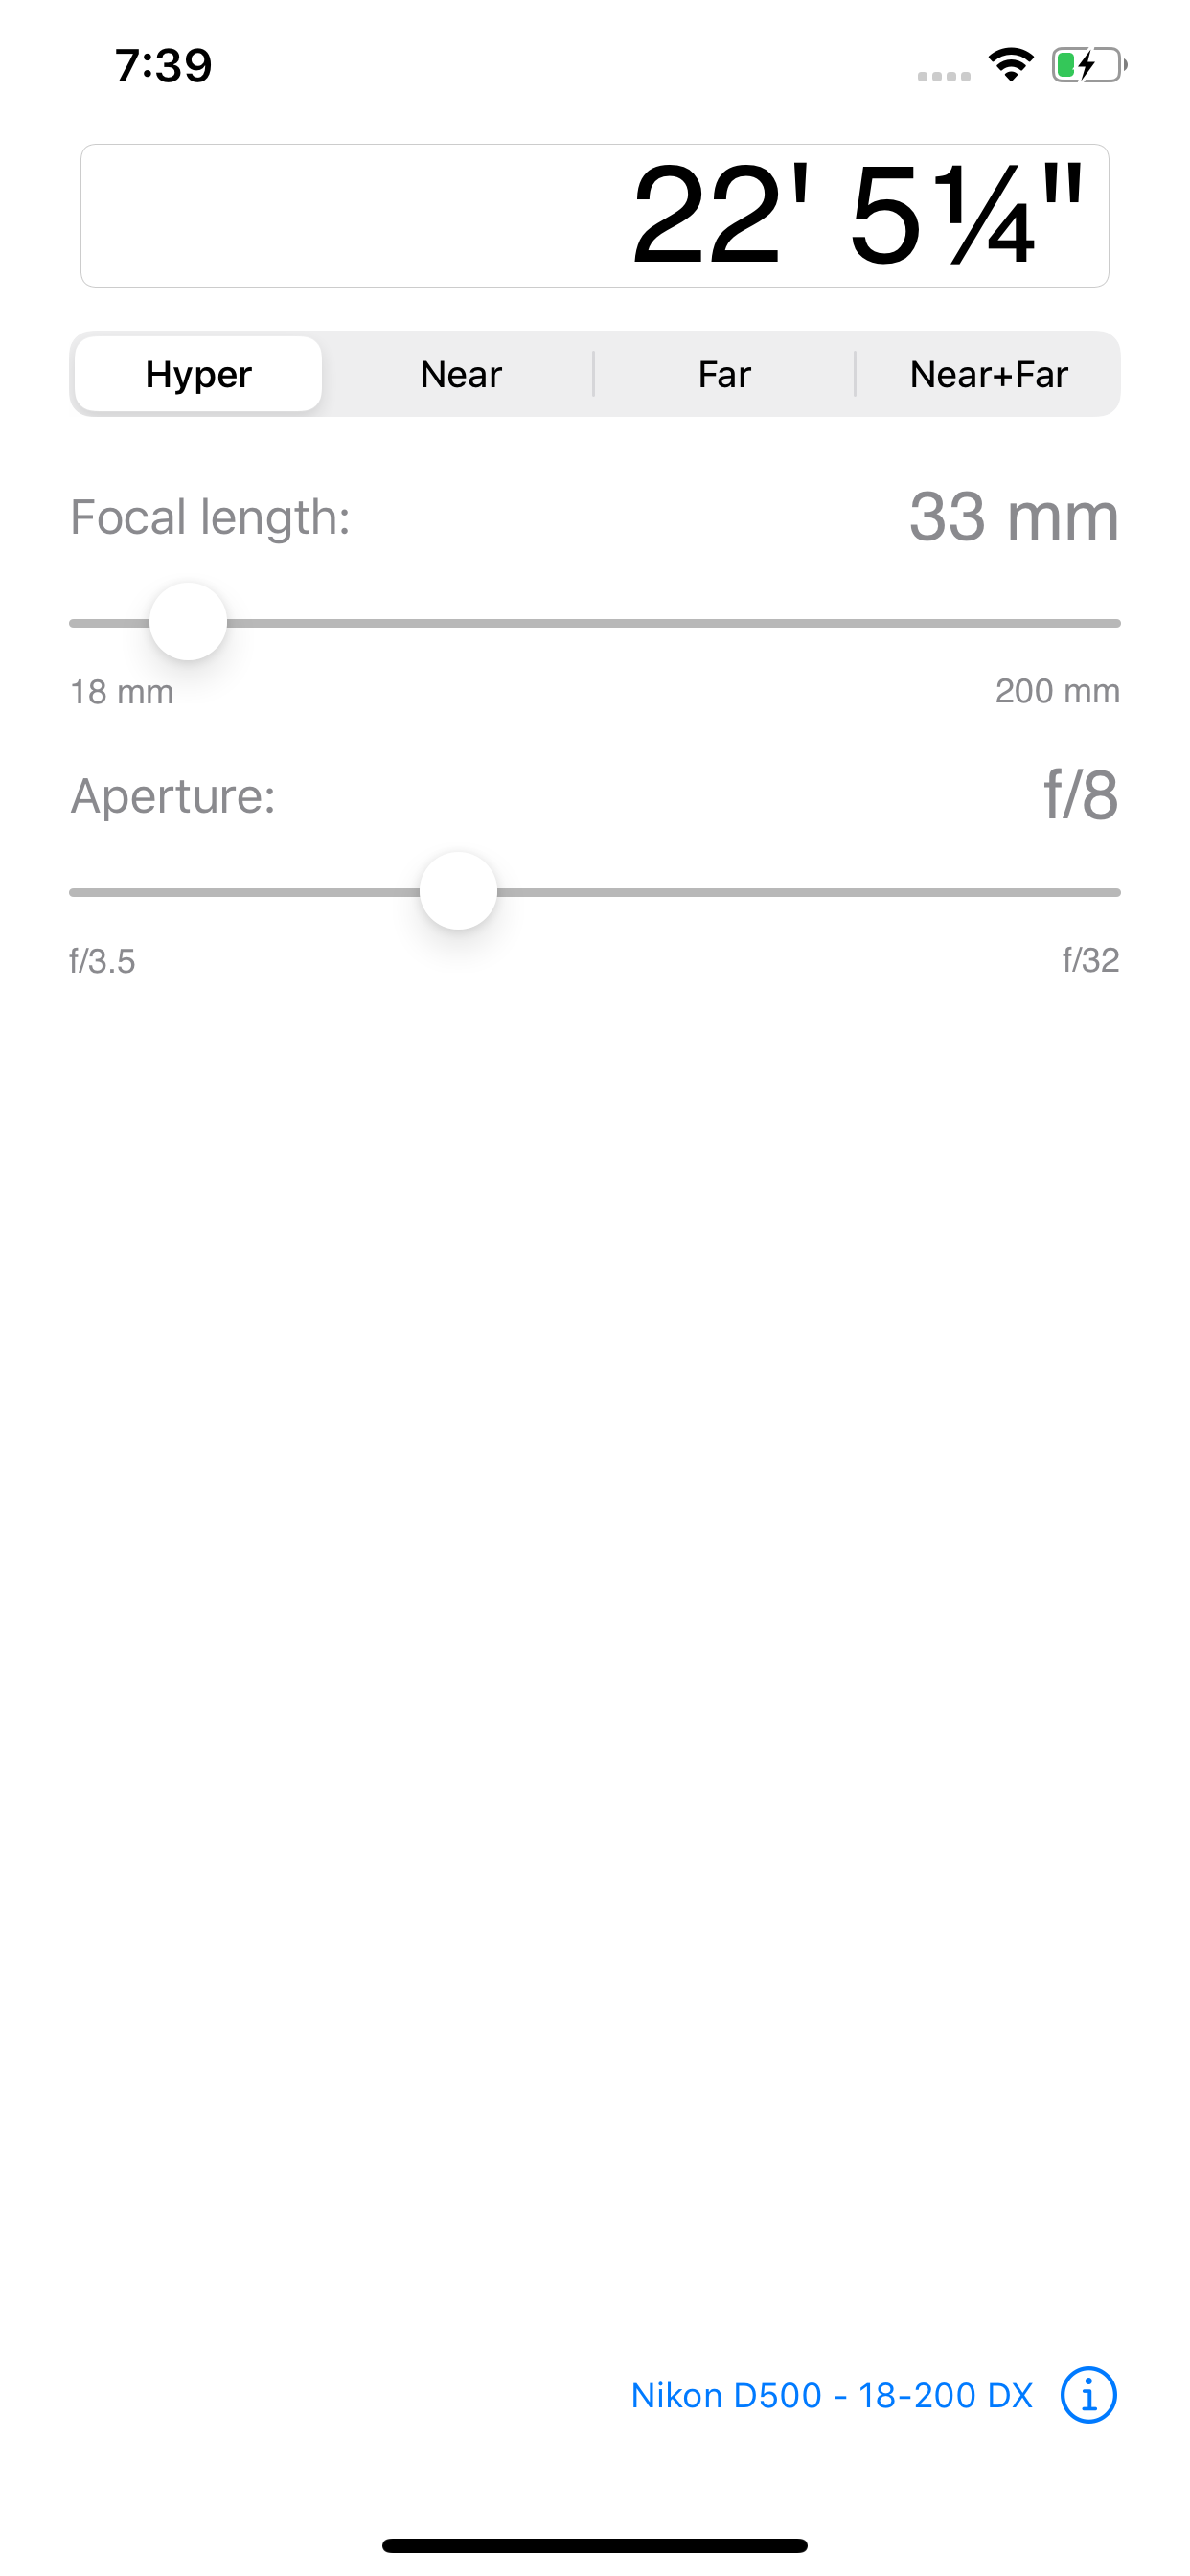 7:39
22' 5¼"
Hyper Near Far Near+Far
Focal length: 33 mm
18 mm 200 mm
Aperture: f/8
f/3.5 f/32
Nikon D500 - 18-200 DX